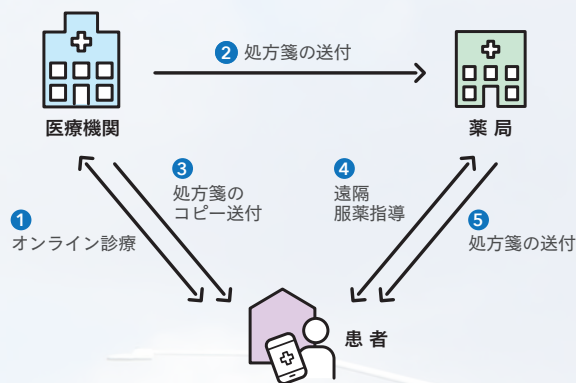 ② 処方箋の送付
医療機関
薬 局
③
処方箋の
コピー送付
④
遠隔
服薬指導
①
オンライン診療
⑤
処方箋の送付
患 者